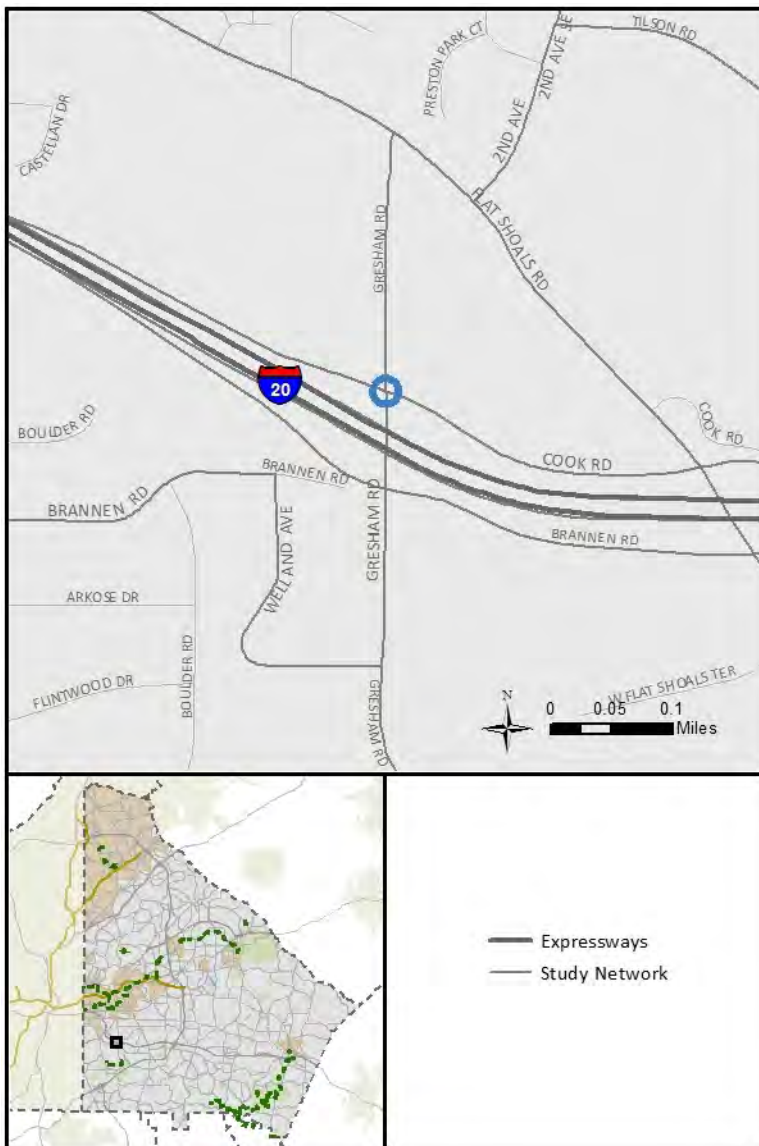 TILSON RD
PRESTON PARK CT
2ND AVE SE
CASTELLAN DR
2ND AVE
FLAT SHOALS RD
GRESHAM RD
20
BOULDER RD
COOK RD
COOK RD
BRANNEN RD
BRANNEN RD
GRESHAM RD
BRANNEN RD
WELLAND AVE
ARKOSE DR
BOULDER RD
FLINTWOOD DR
GRESHAM RD
W FLAT SHOALS TER
N
0 0.05 0.1
Miles
Expressways
Study Network